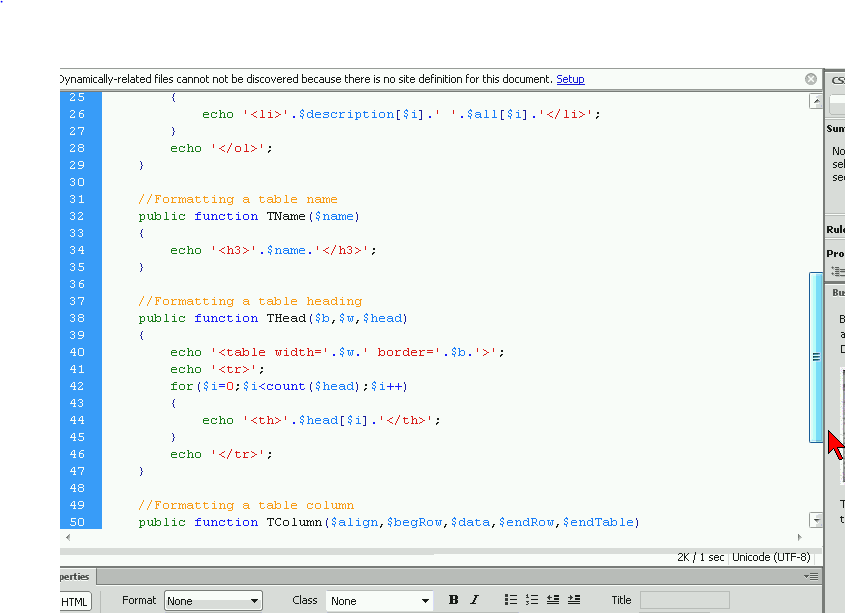 Dynamically-related files cannot not be discovered because there is no site definition for this document. Setup
25 {
26 echo '<li>'.$description[$i].' '.$all[$i].'</li>';
27 }
28 echo '</ol>';
29 }
30
31 //Formatting a table name
32 public function TName($name)
33 {
34 echo '<h3>'.$name.'</h3>';
35 }
36
37 //Formatting a table heading
38 public function THead($b,$w,$head)
39 {
40 echo '<table width='.$w.' border='.$b.'>';
41 echo '<tr>';
42 for($i=0;$i<count($head);$i++)
43 {
44 echo '<th>'.$head[$i].'</th>';
45 }
46 echo '</tr>';
47 }
48
49 //Formatting a table column
50 public function TColumn($align,$begRow,$data,$endRow,$endTable)
2K / 1 sec Unicode (UTF-8)
perties
HTML Format None Class None B I Title
CS
Sum
No
sel
sec
Rule
Pro
Bu
B
a
D
T
t